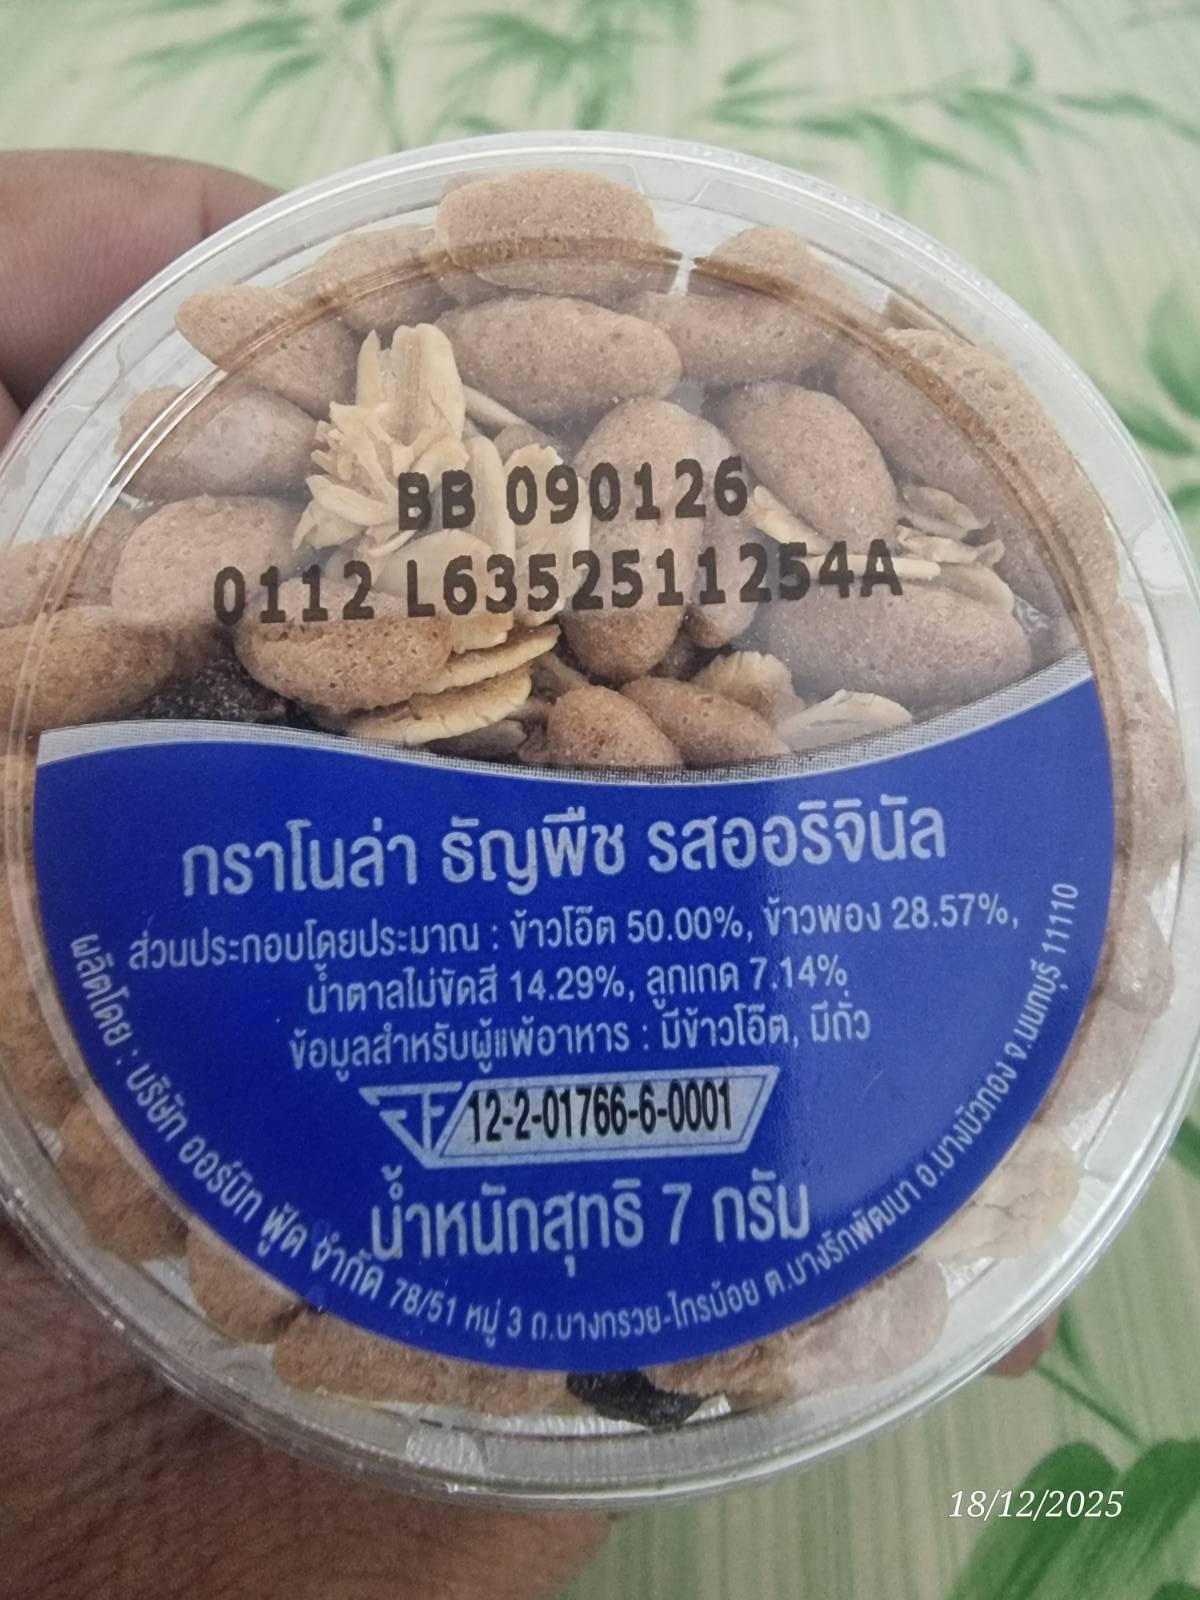 BB 090126
0112 L6352511254A
กราโนล่า ธัญพืช รสออริจินัล
ส่วนประกอบโดยประมาณ : ข้าวโอ๊ต 50.00%, ข้าวพอง 28.57%,
น้ำตาลไม่ขัดสี 14.29%, ลูกเกด 7.14%
ข้อมูลสำหรับผู้แพ้อาหาร : มีข้าวโอ๊ต, มีถั่ว
12-2-01766-6-0001
น้ำหนักสุทธิ 7 กรัม
ผลิตโดย : บริษัท ออร์บิท ฟู้ด จำกัด 78/51 หมู่ 3 ถ.บางกรวย-ไทรน้อย ต.บางรักพัฒนา อ.บางบัวทอง จ.นนทบุรี 11110
18/12/2025